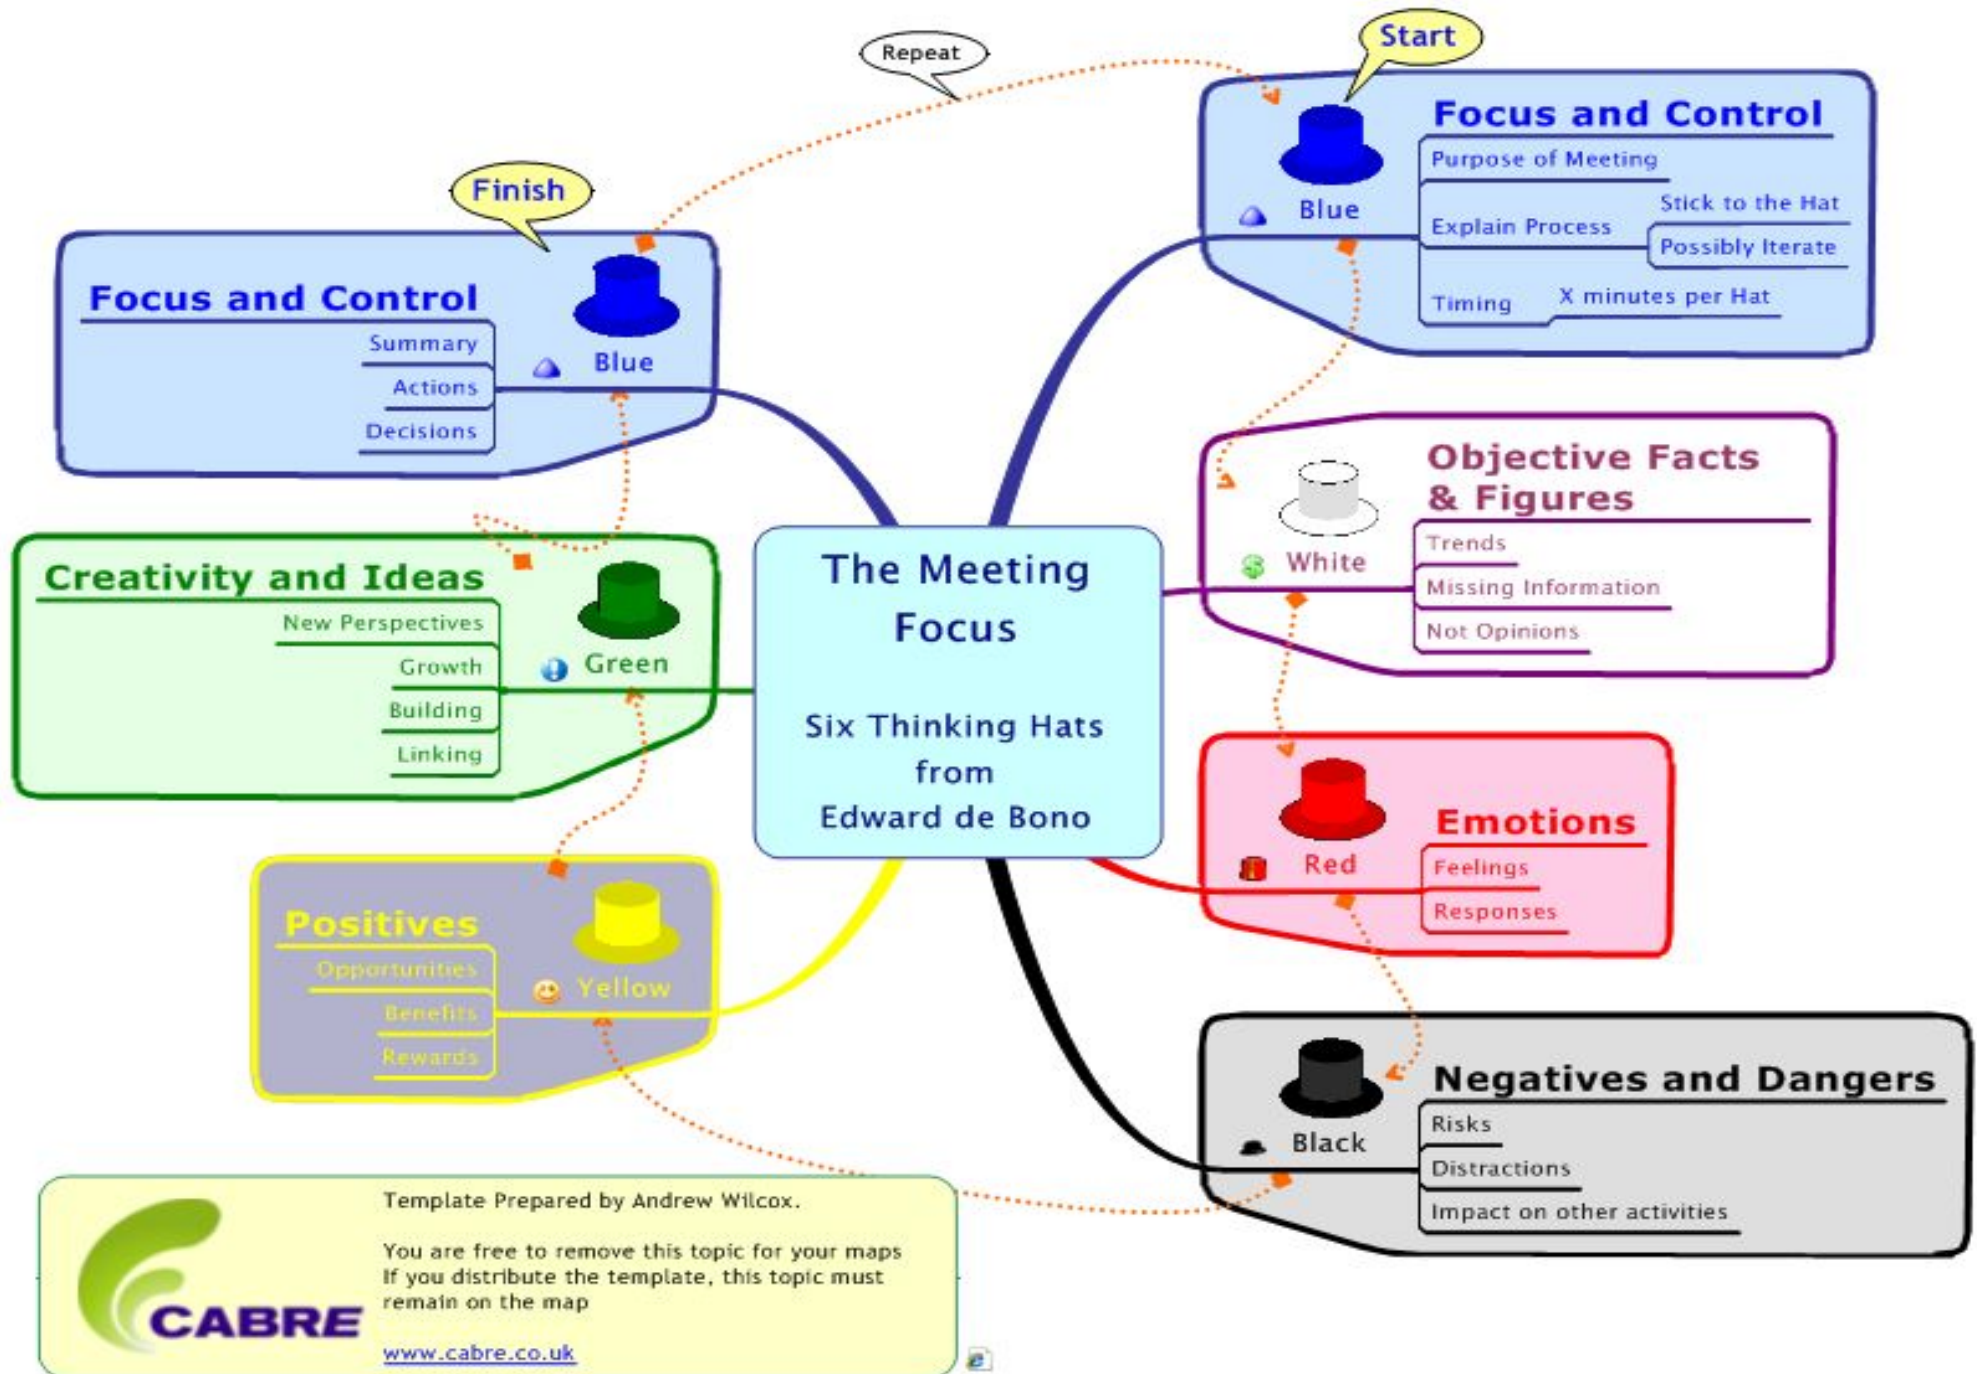 Repeat
Start
Focus and Control
Purpose of Meeting
Explain Process
Stick to the Hat
Possibly Iterate
Timing
X minutes per Hat
Blue
Finish
Focus and Control
Summary
Actions
Decisions
Blue
Objective Facts
& Figures
Trends
Missing Information
Not Opinions
White
Creativity and Ideas
New Perspectives
Growth
Building
Linking
Green
The Meeting
Focus
Six Thinking Hats
from
Edward de Bono
Emotions
Feelings
Responses
Red
Positives
Opportunities
Benefits
Rewards
Yellow
Negatives and Dangers
Risks
Distractions
Impact on other activities
Black
Template Prepared by Andrew Wilcox.
You are free to remove this topic for your maps
If you distribute the template, this topic must
remain on the map
www.cabre.co.uk
CABRE